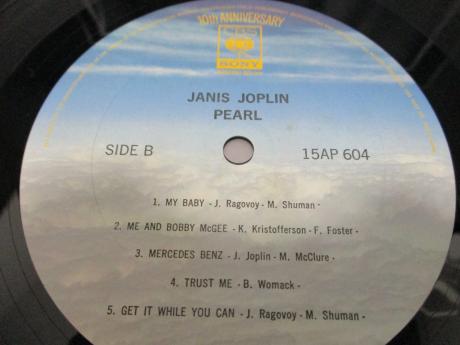 10th ANNIVERSARY
CBS
SONY
JANIS JOPLIN
PEARL
SIDE B
15AP 604
1. MY BABY - J. Ragovoy - M. Shuman -
2. ME AND BOBBY McGEE - K. Kristofferson - F. Foster -
3. MERCEDES BENZ - J. Joplin - M. McClure -
4. TRUST ME - B. Womack -
5. GET IT WHILE YOU CAN - J. Ragovoy - M. Shuman -